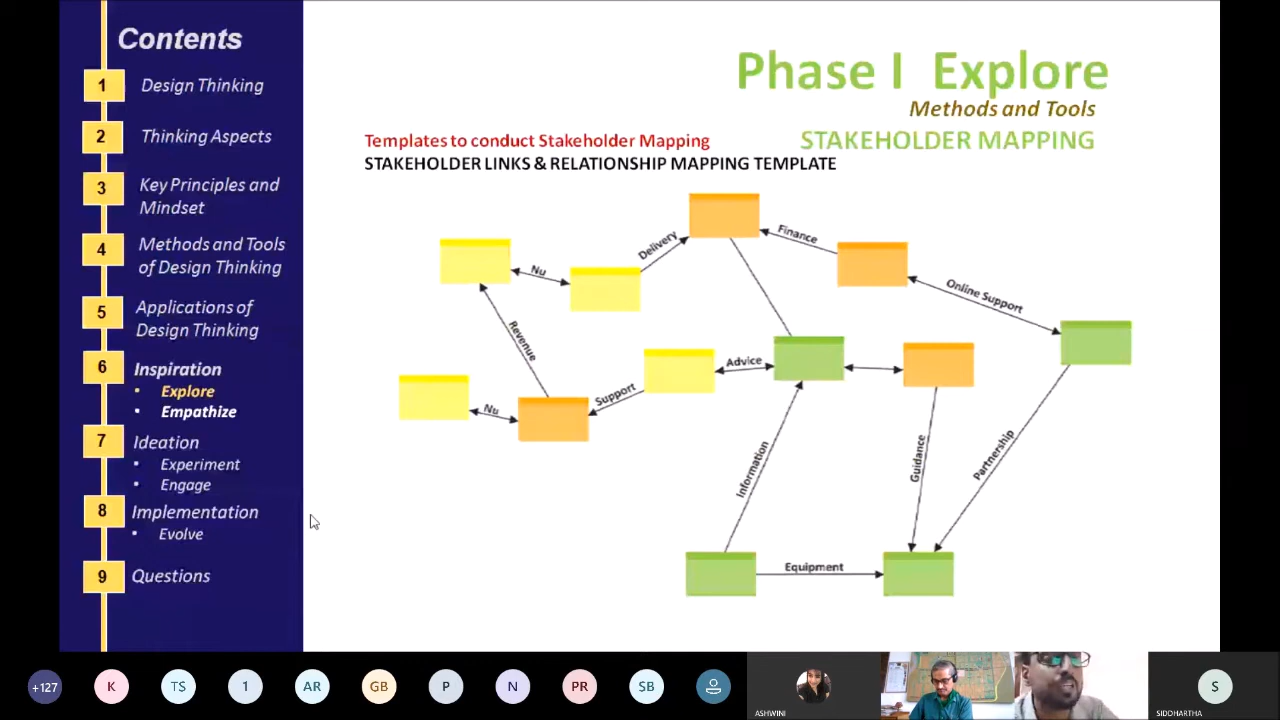 Contents
1 Design Thinking
2 Thinking Aspects
3 Key Principles and
Mindset
4 Methods and Tools
of Design Thinking
5 Applications of
Design Thinking
6 Inspiration
• Explore
• Empathize
7 Ideation
• Experiment
• Engage
8 Implementation
• Evolve
9 Questions
Phase I Explore
Methods and Tools
STAKEHOLDER MAPPING
Templates to conduct Stakeholder Mapping
STAKEHOLDER LINKS & RELATIONSHIP MAPPING TEMPLATE
Delivery
Finance
Nu
Online Support
Revenue
Advice
Support
Nu
Information
Guidance
Partnership
Equipment
+127
K
TS
1
AR
GB
P
N
PR
SB
ASHWINI
S
SIDDHARTHA